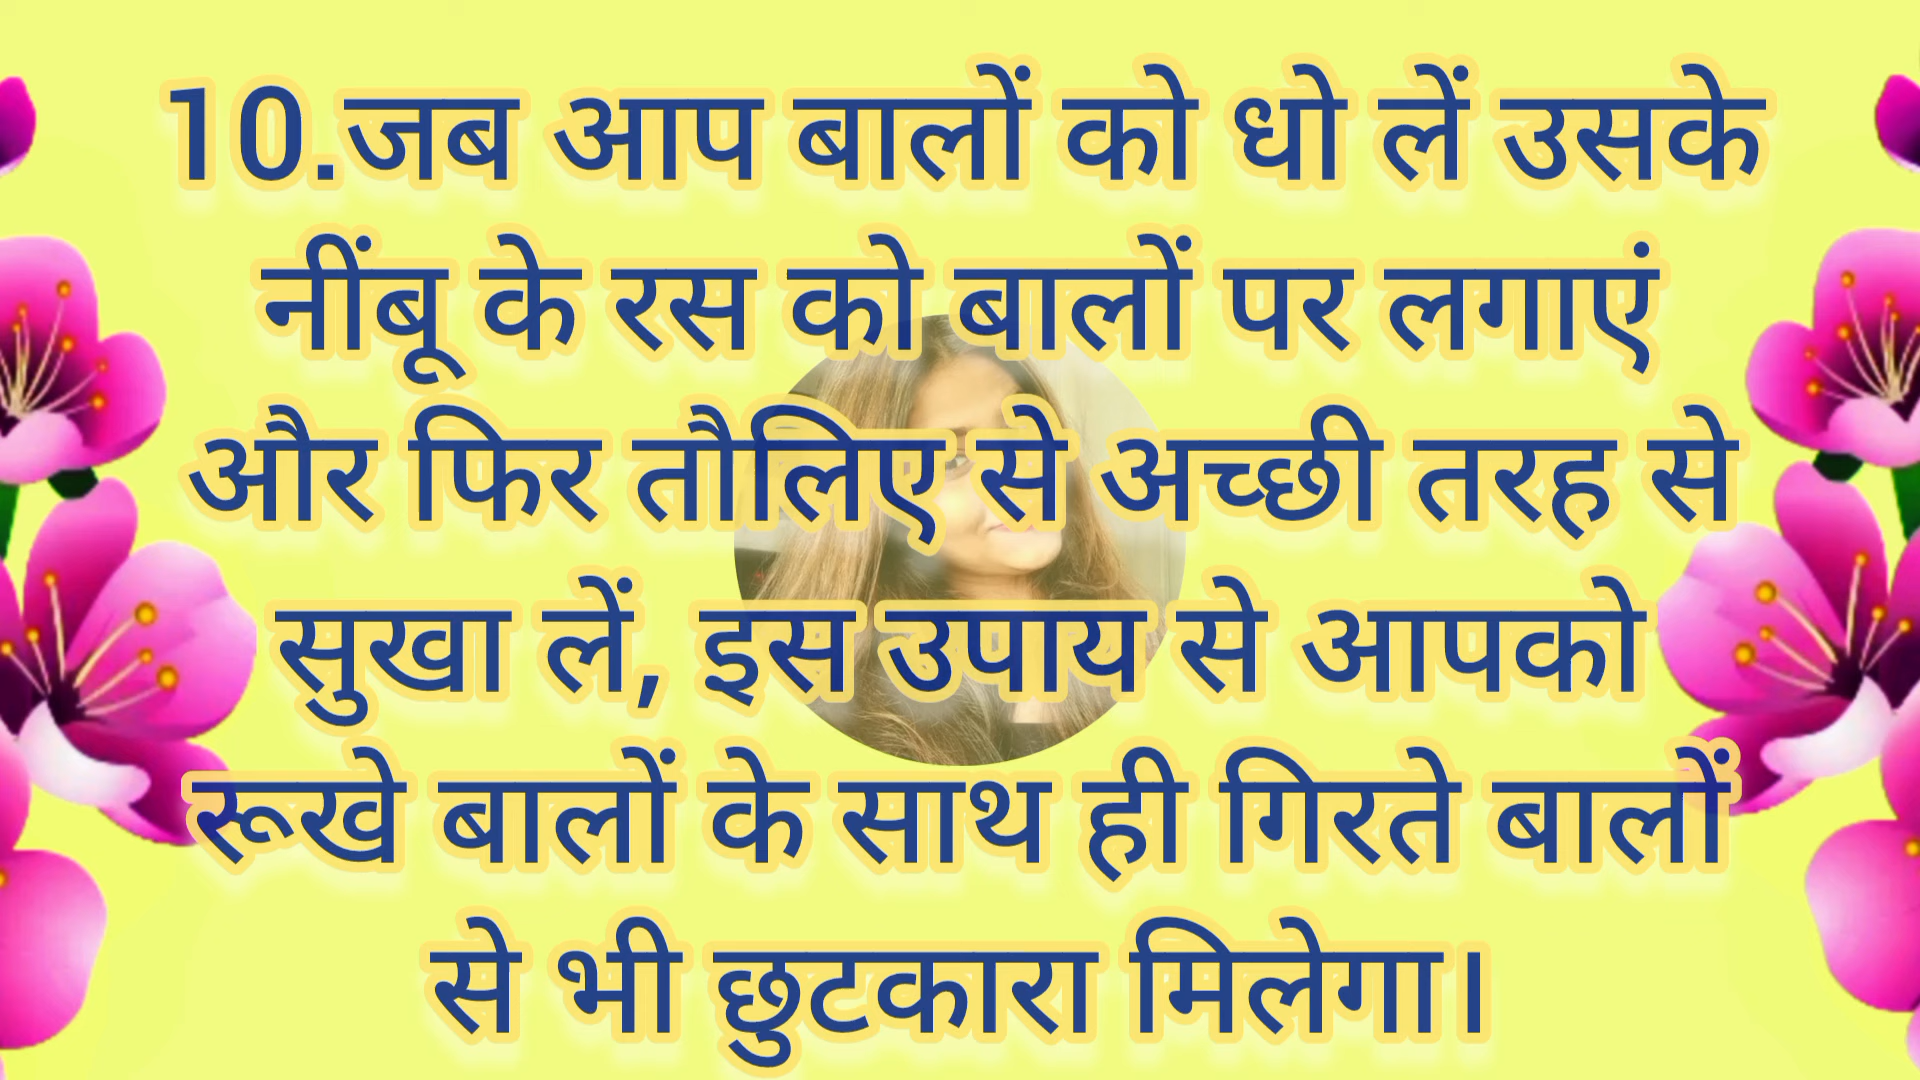 10.जब आप बालों को धो लें उसके
नींबू के रस को बालों पर लगाएं
और फिर तौलिए से अच्छी तरह से
सुखा लें, इस उपाय से आपको
रूखे बालों के साथ ही गिरते बालों
से भी छुटकारा मिलेगा।